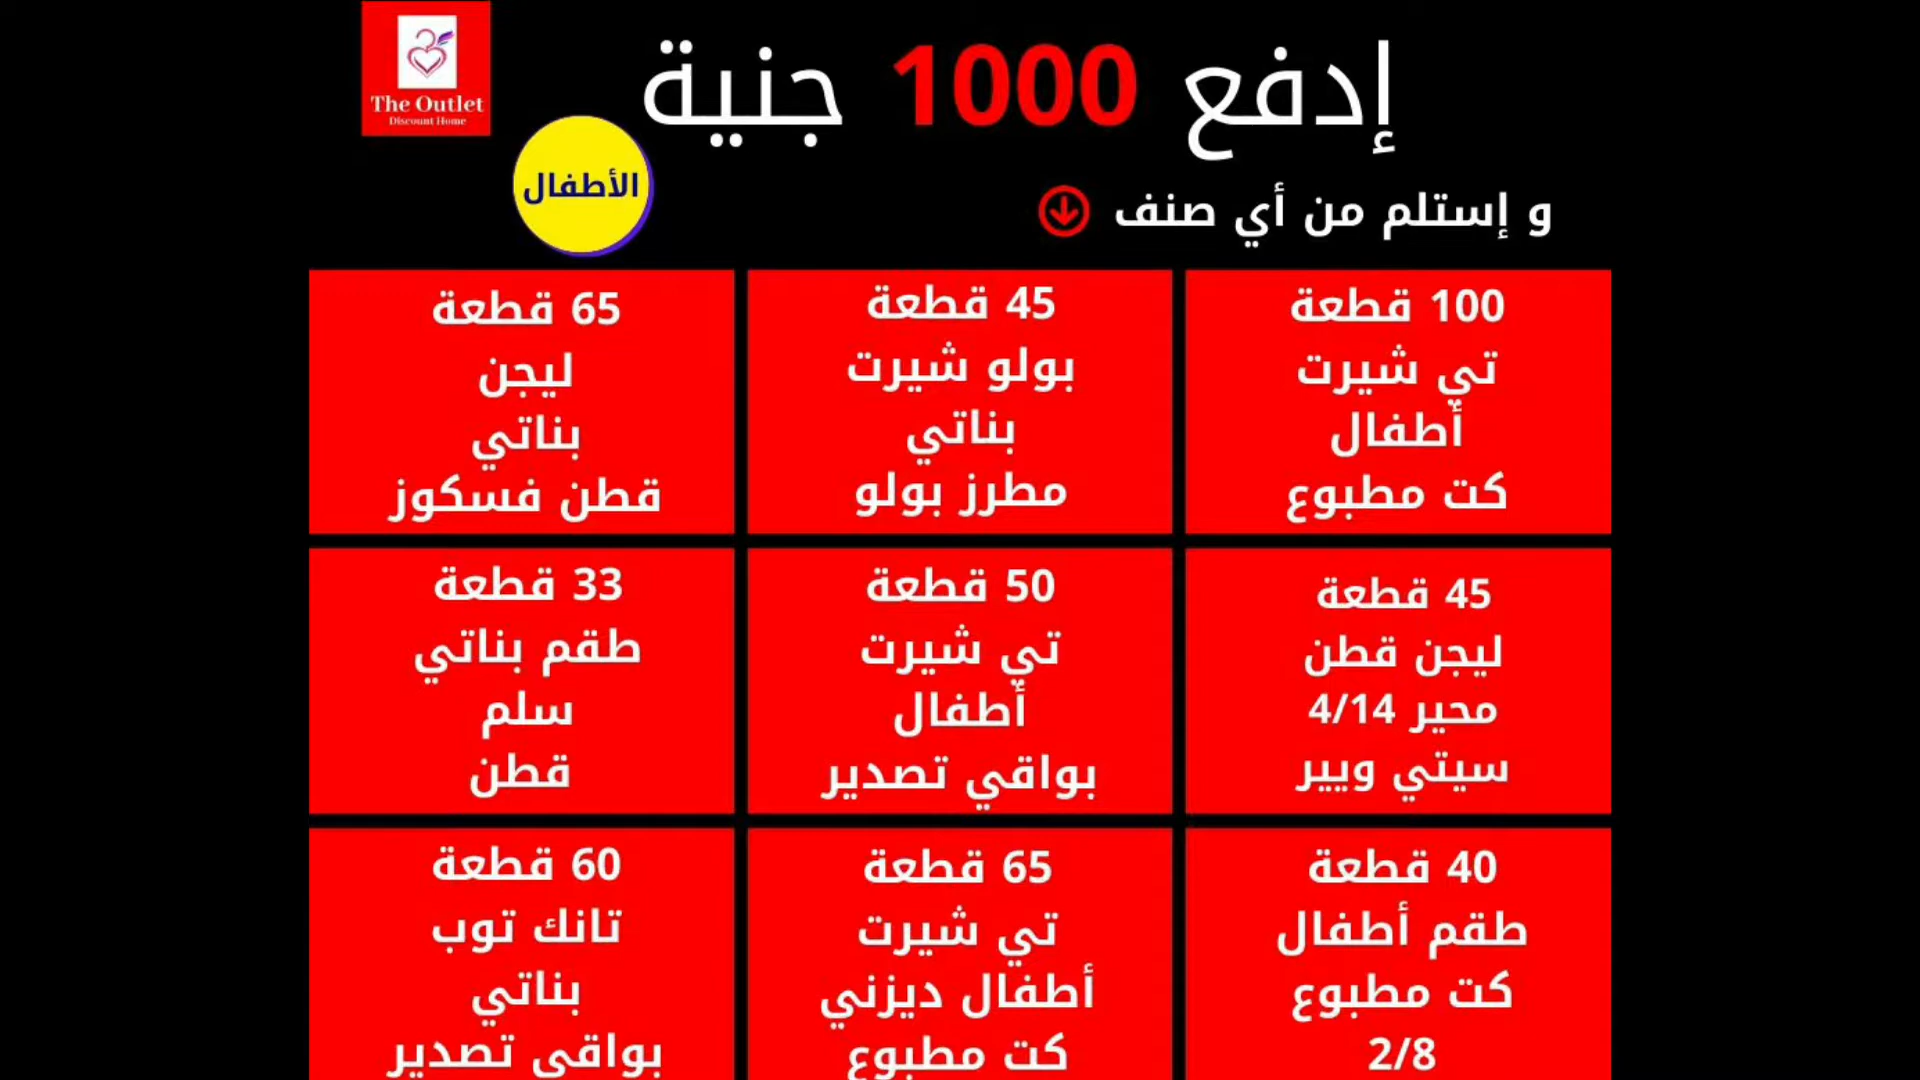 The Outlet
Discount Home
إدفع 1000 جنية
الأطفال
و إستلم من أي صنف
100 قطعة
تي شيرت
أطفال
كت مطبوع
45 قطعة
بولو شيرت
بناتي
مطرز بولو
65 قطعة
ليجن
بناتي
قطن فسكوز
45 قطعة
ليجن قطن
محير 4/14
سيتي ويير
50 قطعة
تي شيرت
أطفال
بواقي تصدير
33 قطعة
طقم بناتي
سلم
قطن
40 قطعة
طقم أطفال
كت مطبوع
2/8
65 قطعة
تي شيرت
أطفال ديزني
كت مطبوع
60 قطعة
تانك توب
بناتي
بواقي تصدير